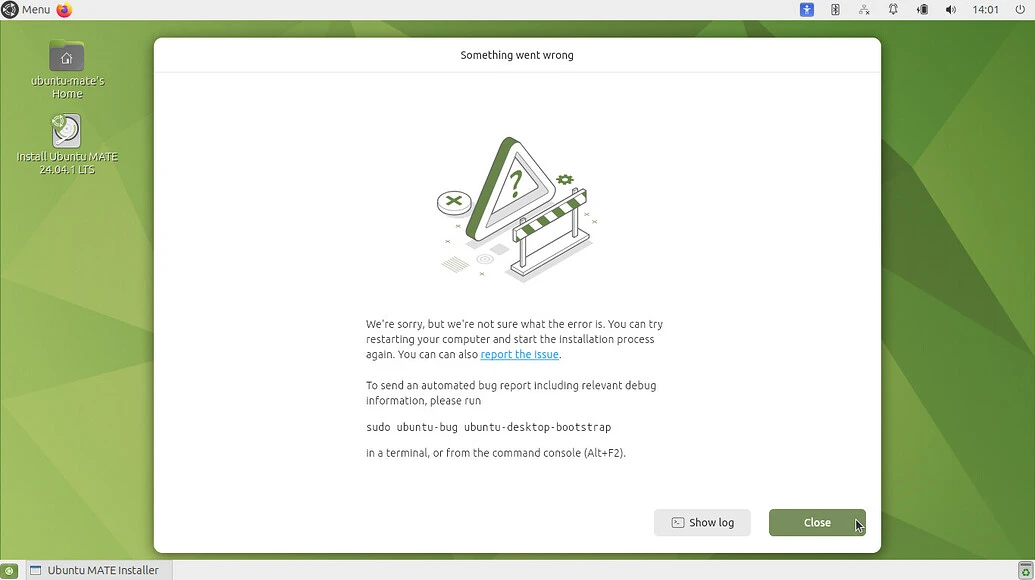 Menu
14:01
ubuntu-mate's
Home
Install Ubuntu MATE
24.04.1 LTS
Something went wrong
?
We're sorry, but we're not sure what the error is. You can try
restarting your computer and start the installation process
again. You can can also report the issue.
To send an automated bug report including relevant debug
information, please run
sudo ubuntu-bug ubuntu-desktop-bootstrap
in a terminal, or from the command console (Alt+F2).
Show log
Close
Ubuntu MATE Installer